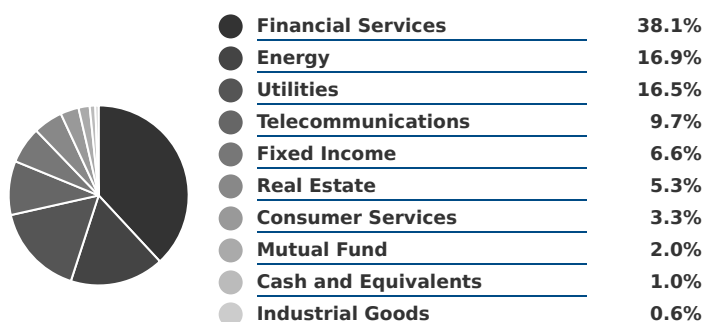 Financial Services 38.1%
Energy 16.9%
Utilities 16.5%
Telecommunications 9.7%
Fixed Income 6.6%
Real Estate 5.3%
Consumer Services 3.3%
Mutual Fund 2.0%
Cash and Equivalents 1.0%
Industrial Goods 0.6%